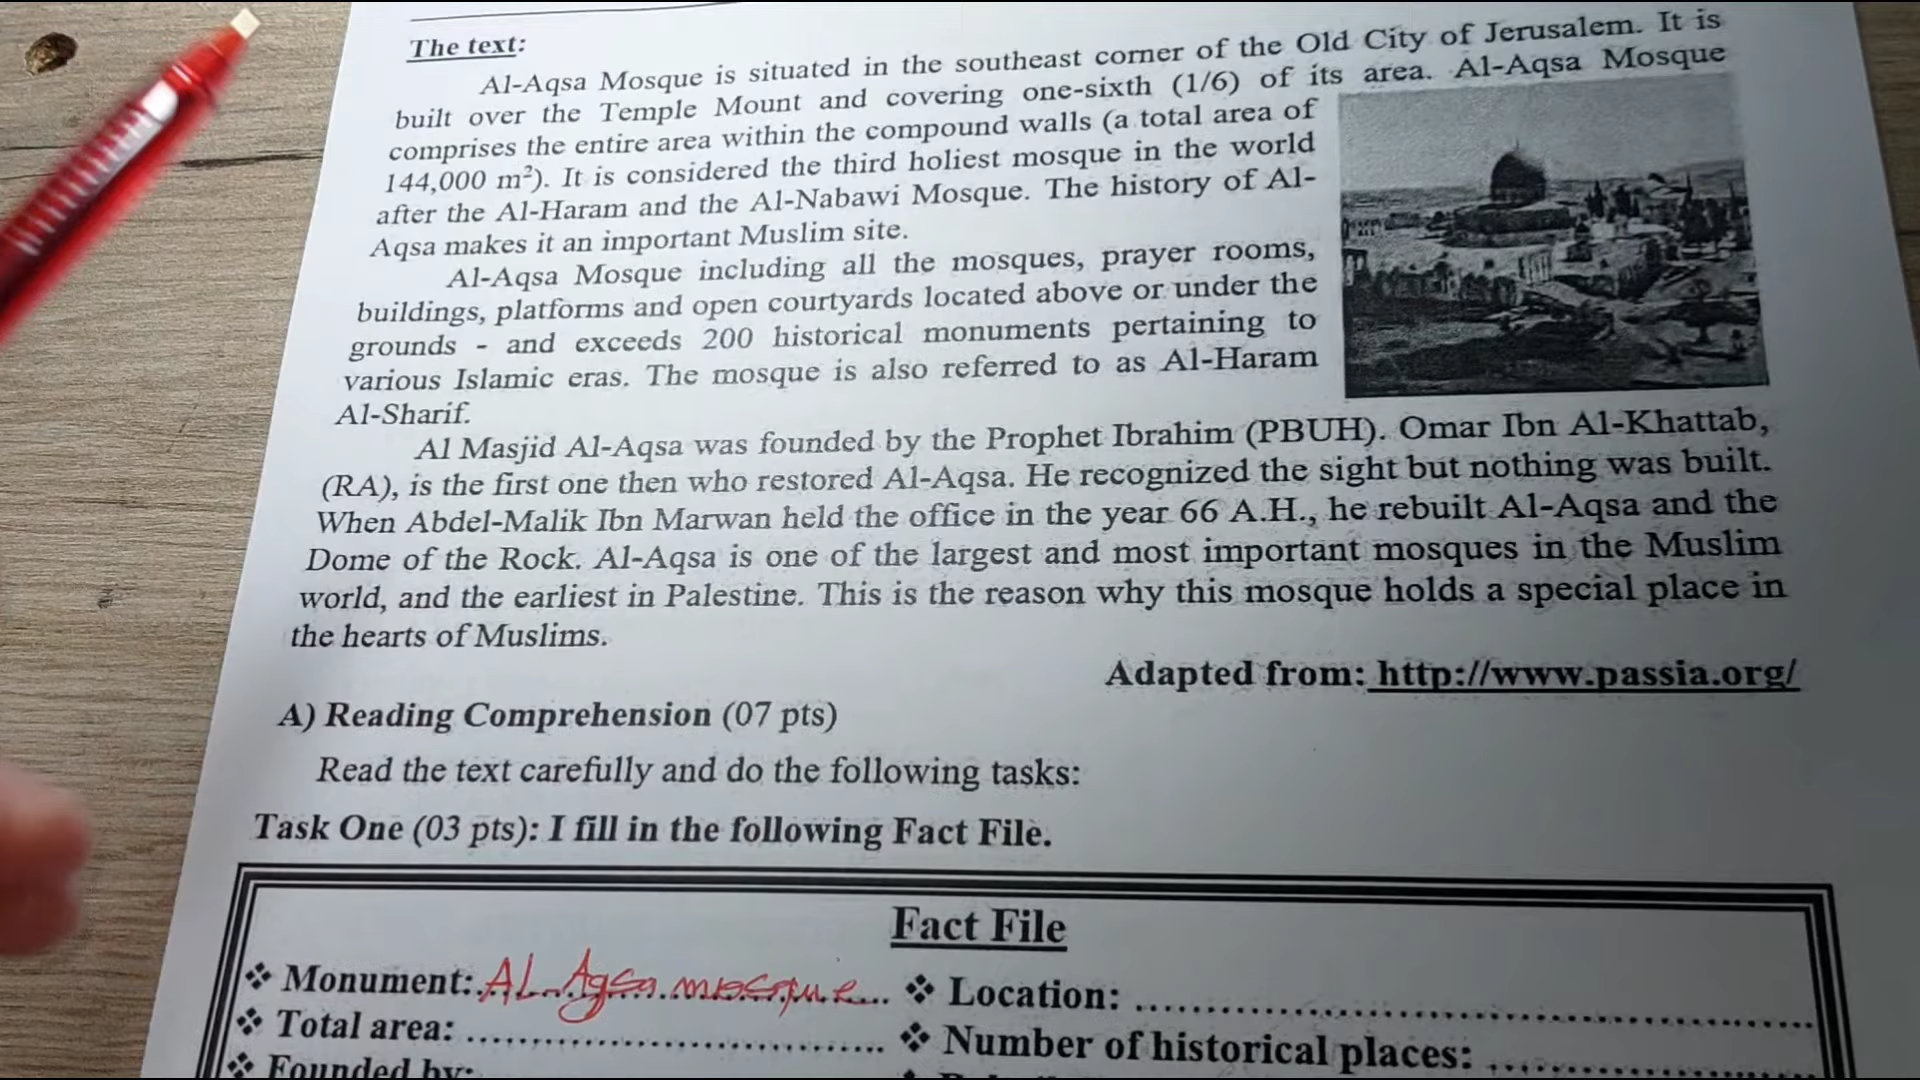 The text:
Al-Aqsa Mosque is situated in the southeast corner of the Old City of Jerusalem. It is
built over the Temple Mount and covering one-sixth (1/6) of its area. Al-Aqsa Mosque
comprises the entire area within the compound walls (a total area of
144,000 m²). It is considered the third holiest mosque in the world
after the Al-Haram and the Al-Nabawi Mosque. The history of Al-
Aqsa makes it an important Muslim site.
Al-Aqsa Mosque including all the mosques, prayer rooms,
buildings, platforms and open courtyards located above or under the
grounds - and exceeds 200 historical monuments pertaining to
various Islamic eras. The mosque is also referred to as Al-Haram
Al-Sharif.
Al Masjid Al-Aqsa was founded by the Prophet Ibrahim (PBUH). Omar Ibn Al-Khattab,
(RA), is the first one then who restored Al-Aqsa. He recognized the sight but nothing was built.
When Abdel-Malik Ibn Marwan held the office in the year 66 A.H., he rebuilt Al-Aqsa and the
Dome of the Rock. Al-Aqsa is one of the largest and most important mosques in the Muslim
world, and the earliest in Palestine. This is the reason why this mosque holds a special place in
the hearts of Muslims.
Adapted from: http://www.passia.org/
A) Reading Comprehension (07 pts)
Read the text carefully and do the following tasks:
Task One (03 pts): I fill in the following Fact File.
Fact File
❖ Monument: AL-Aqsa mosque ❖ Location: ........
❖ Total area: ........ ❖ Number of historical places: ........
❖ Founded by: